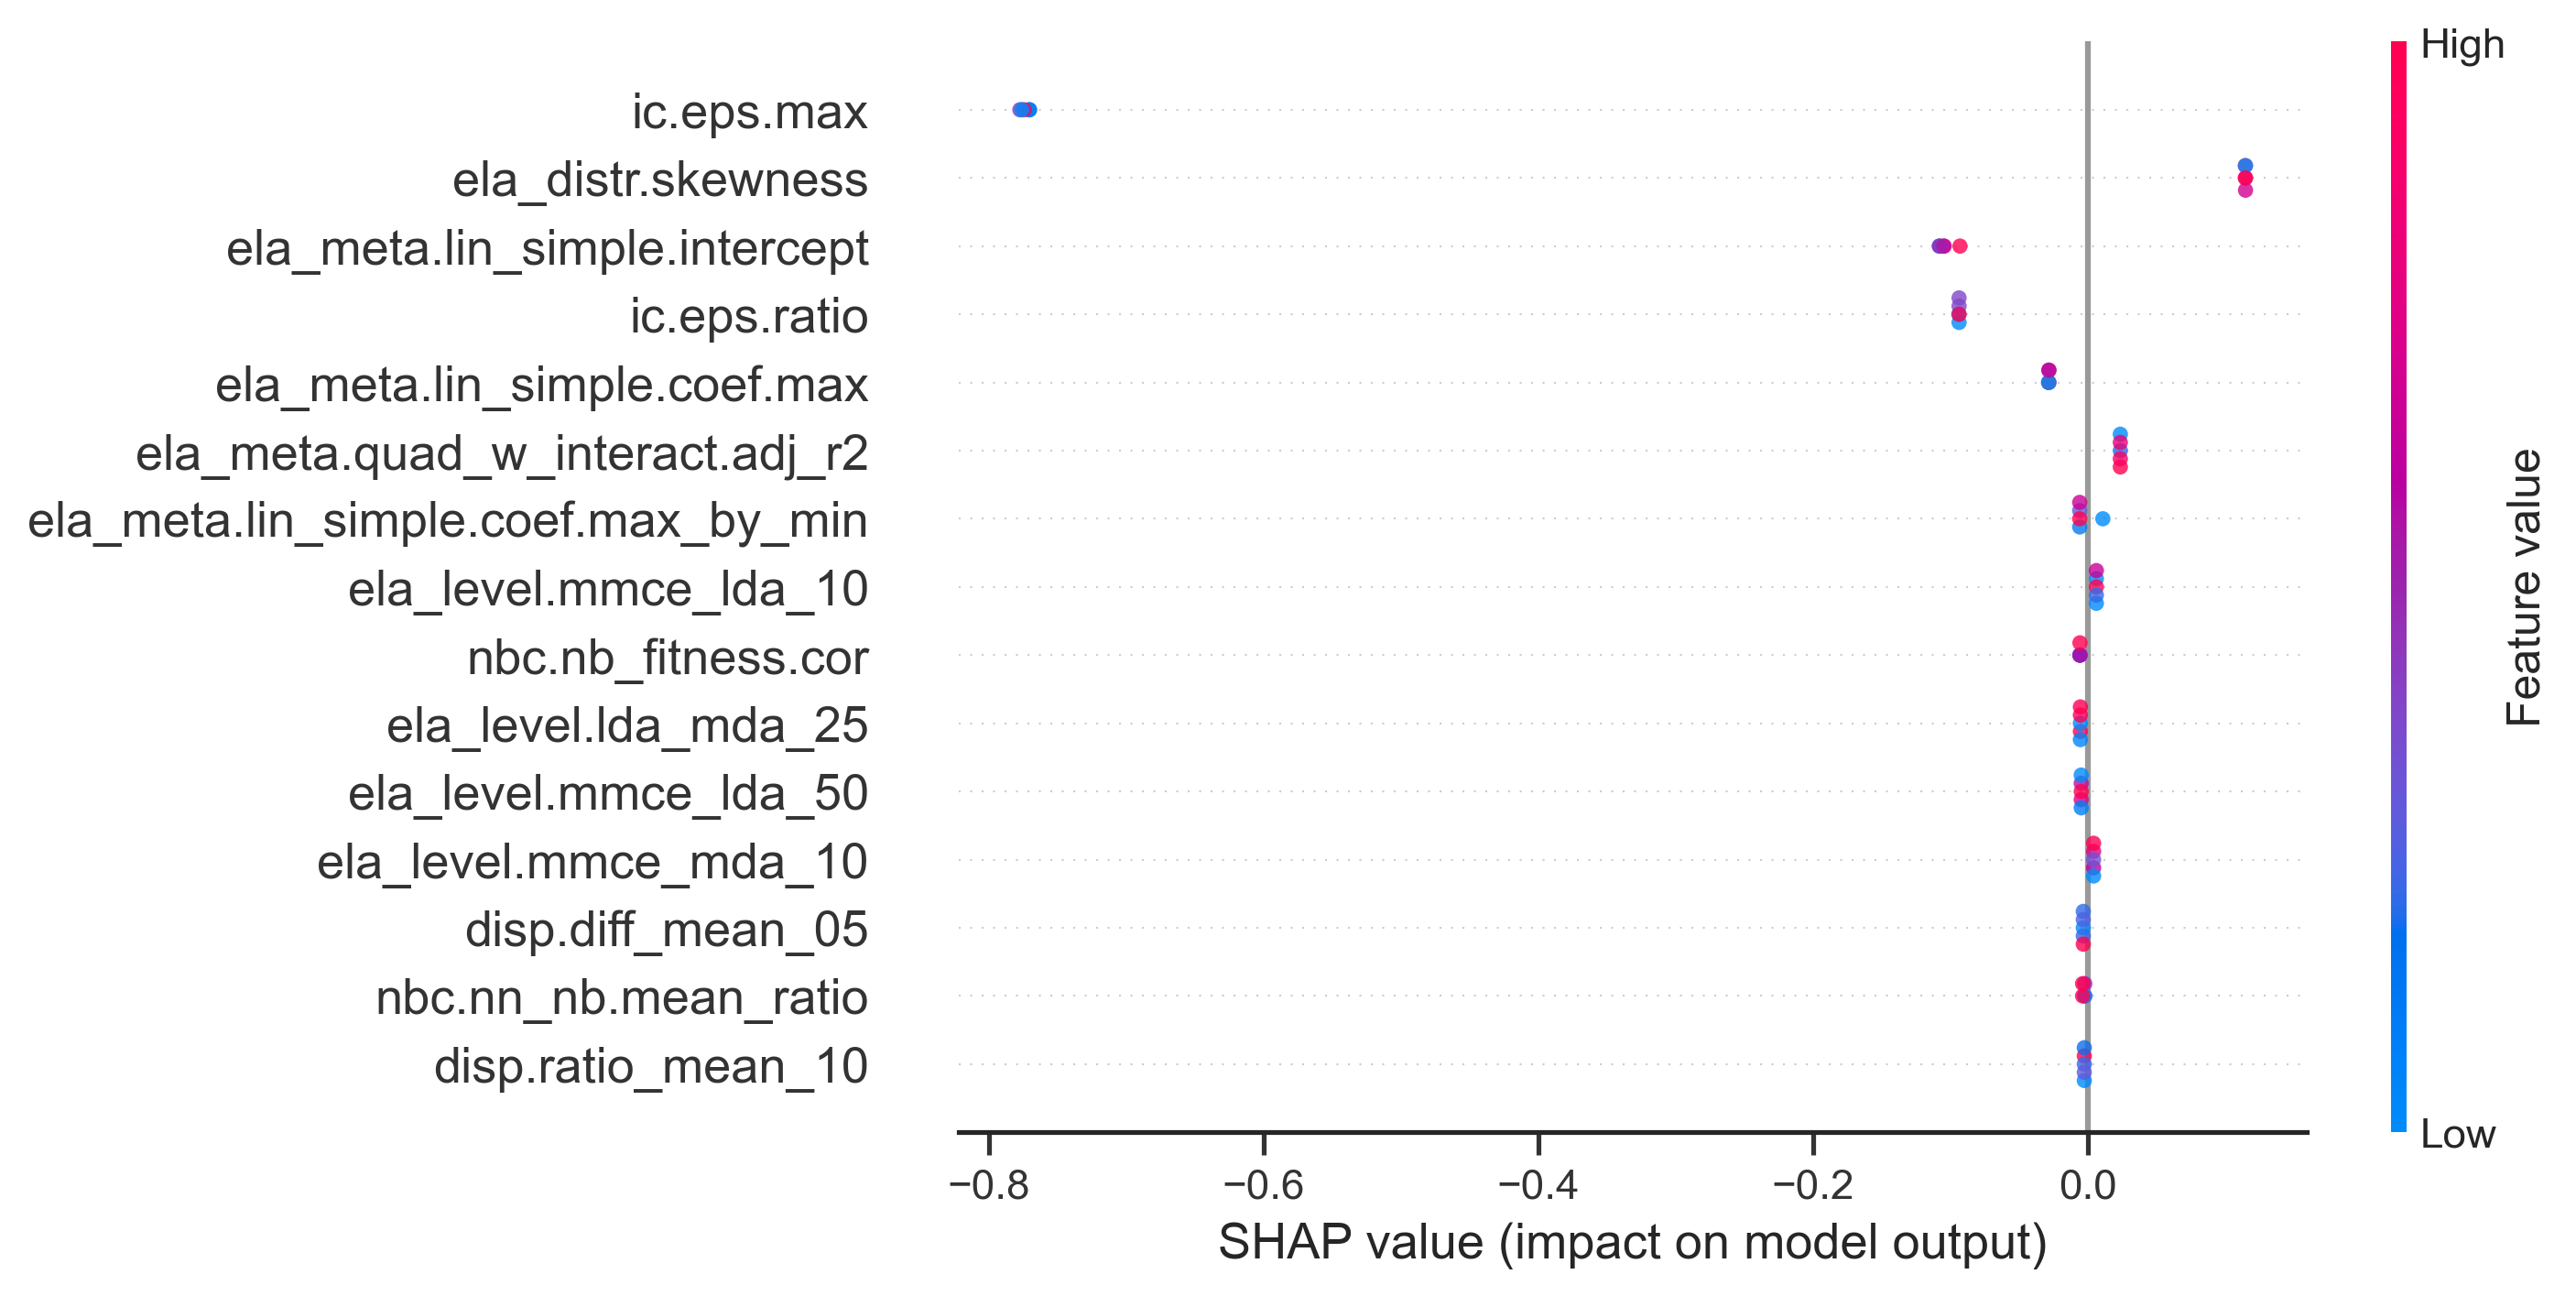 High
ic.eps.max
ela_distr.skewness
ela_meta.lin_simple.intercept
ic.eps.ratio
ela_meta.lin_simple.coef.max
ela_meta.quad_w_interact.adj_r2
ela_meta.lin_simple.coef.max_by_min
ela_level.mmce_lda_10
nbc.nb_fitness.cor
ela_level.lda_mda_25
ela_level.mmce_lda_50
ela_level.mmce_mda_10
disp.diff_mean_05
nbc.nn_nb.mean_ratio
disp.ratio_mean_10
Feature value
Low
−0.8 −0.6 −0.4 −0.2 0.0
SHAP value (impact on model output)